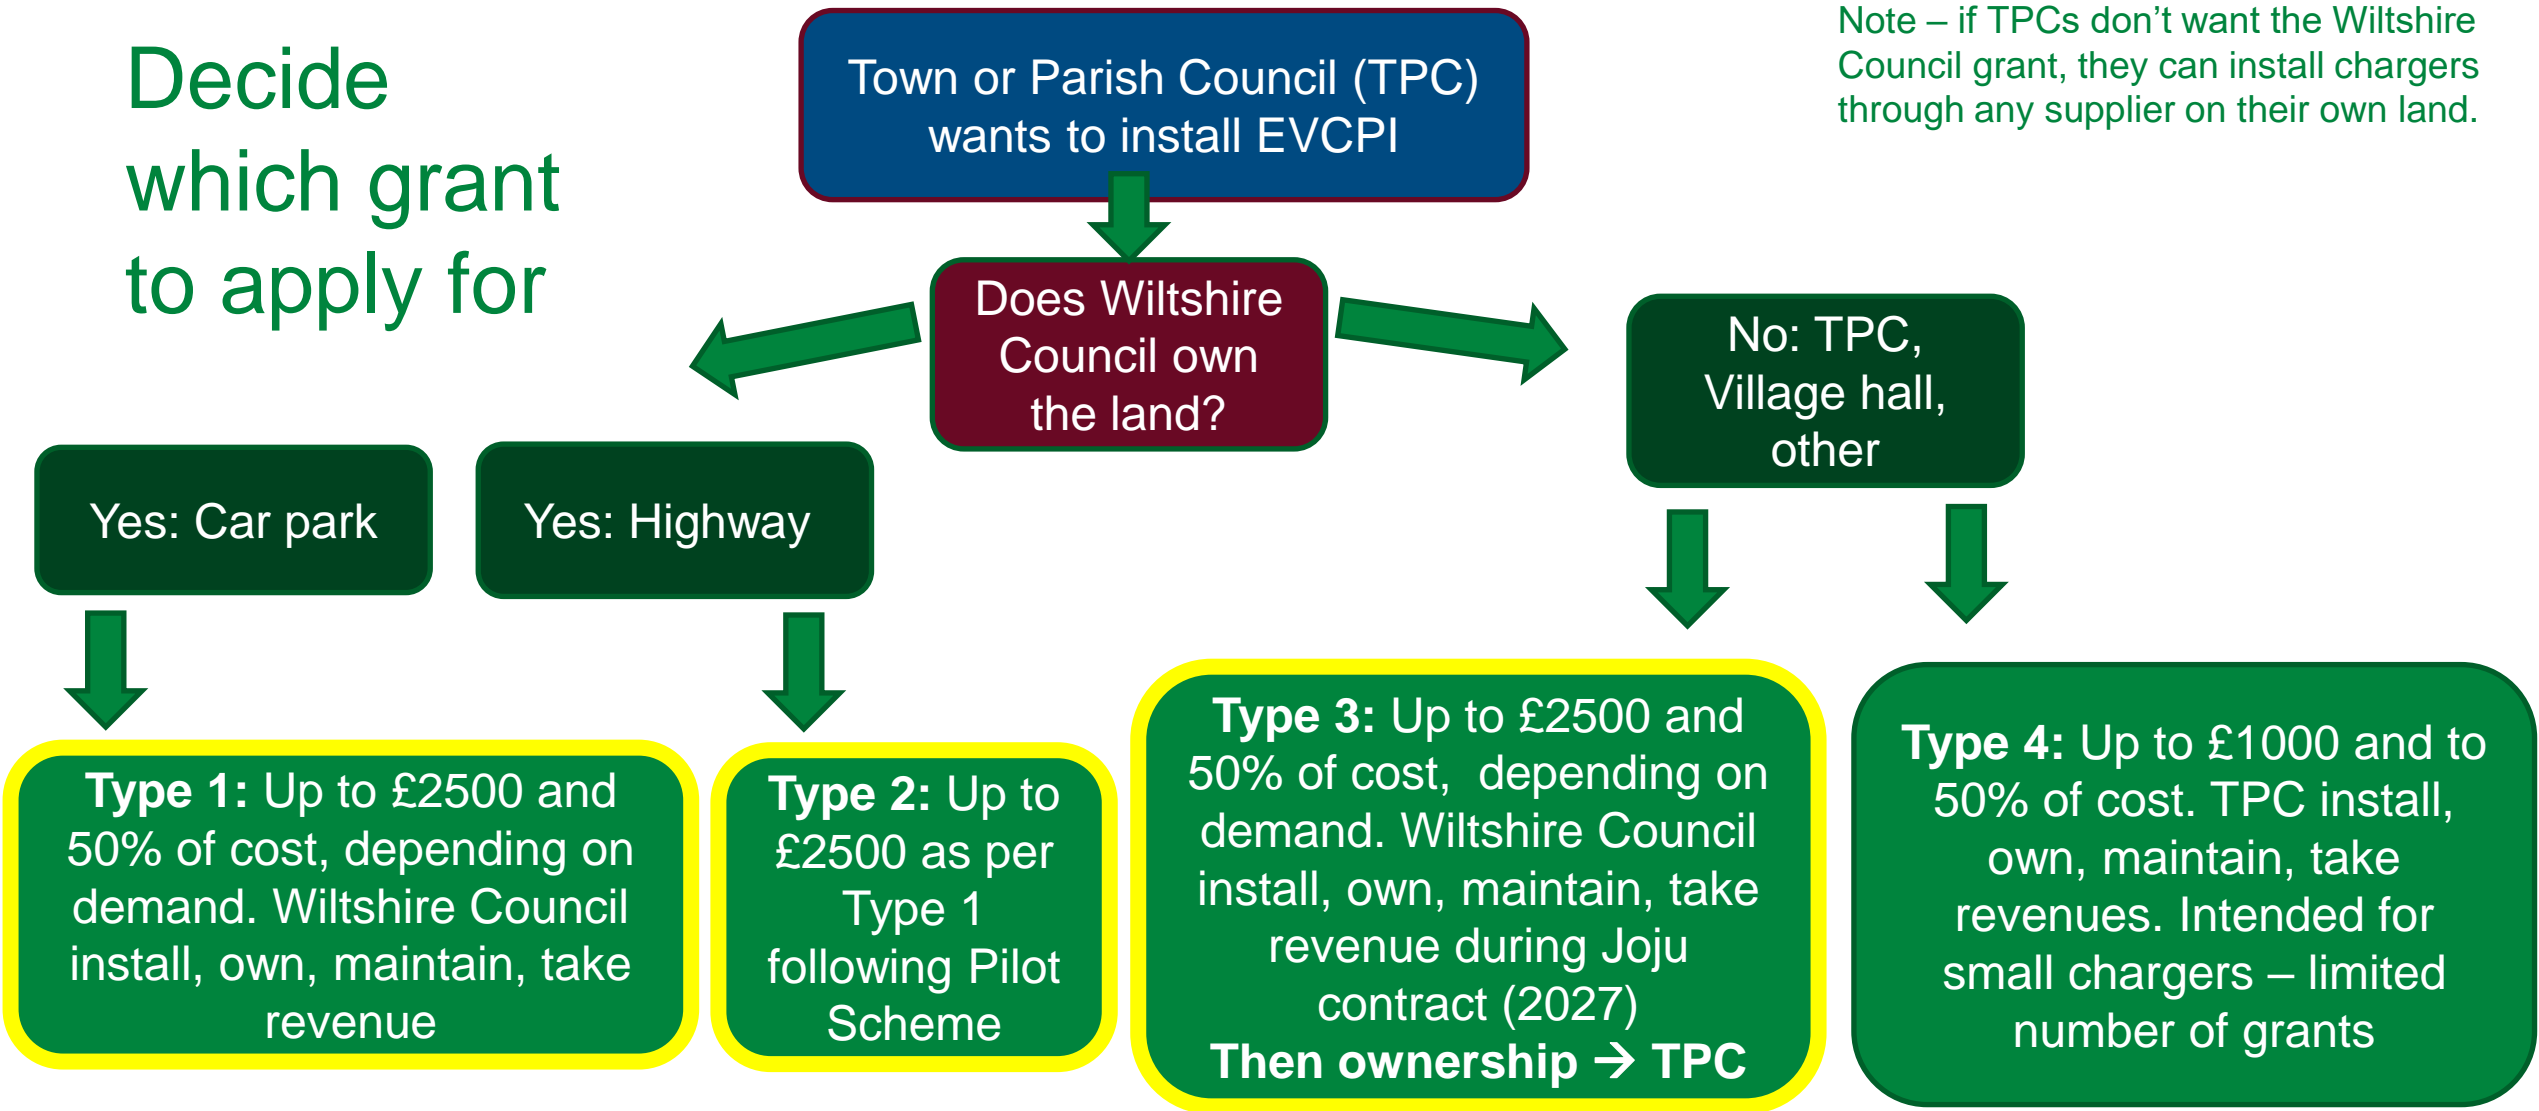 Decide
which grant
to apply for
Town or Parish Council (TPC)
wants to install EVCPI
Note – if TPCs don’t want the Wiltshire
Council grant, they can install chargers
through any supplier on their own land.
Does Wiltshire
Council own
the land?
No: TPC,
Village hall,
other
Yes: Car park
Yes: Highway
Type 1: Up to £2500 and
50% of cost, depending on
demand. Wiltshire Council
install, own, maintain, take
revenue
Type 2: Up to
£2500 as per
Type 1
following Pilot
Scheme
Type 3: Up to £2500 and
50% of cost, depending on
demand. Wiltshire Council
install, own, maintain, take
revenue during Joju
contract (2027)
Then ownership → TPC
Type 4: Up to £1000 and to
50% of cost. TPC install,
own, maintain, take
revenues. Intended for
small chargers – limited
number of grants